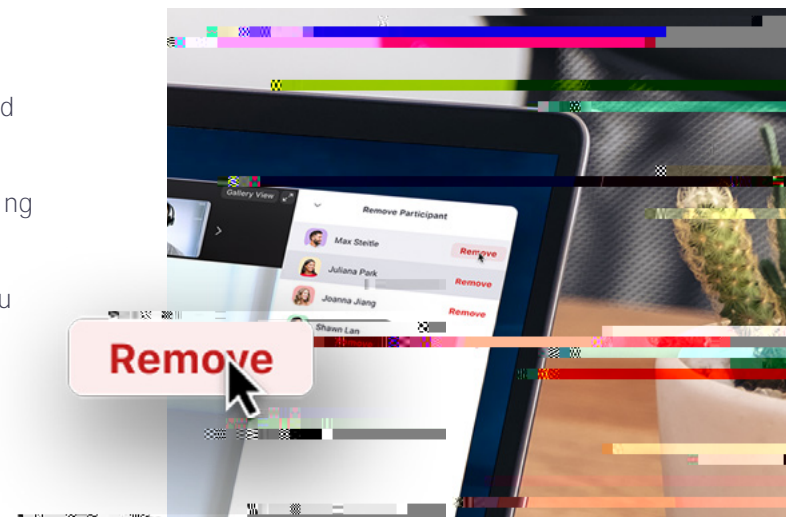 d
ng
u
Gallery View
Remove Participant
Max Steitle
Remove
Juliana Park
Remove
Joanna Jiang
Remove
Shawn Lan
Remove